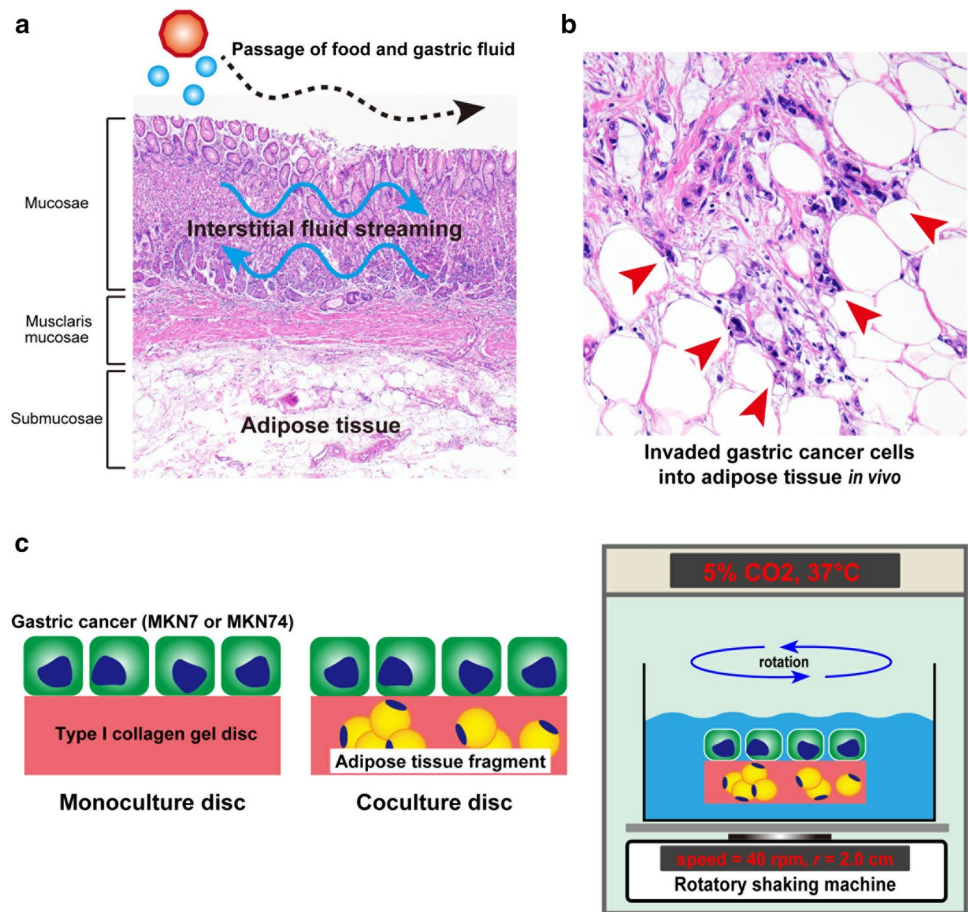 a
Passage of food and gastric fluid
Mucosae
Interstitial fluid streaming
Musclaris
mucosae
Submucosae
Adipose tissue
b
Invaded gastric cancer cells
into adipose tissue in vivo
c
Gastric cancer (MKN7 or MKN74)
Type I collagen gel disc
Monoculture disc
Adipose tissue fragment
Coculture disc
5% CO2, 37°C
rotation
speed = 40 rpm, r = 2.0 cm
Rotatory shaking machine